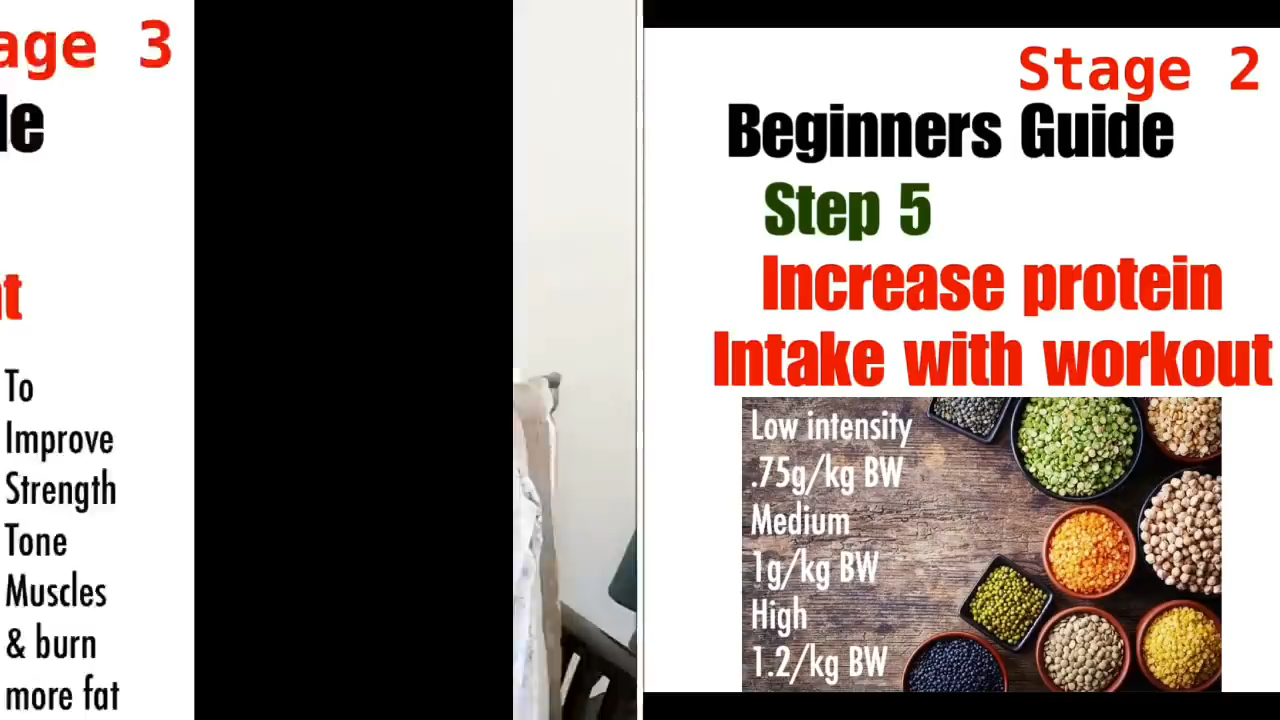 age 3
le
t
To
Improve
Strength
Tone
Muscles
& burn
more fat
Stage 2
Beginners Guide
Step 5
Increase protein
Intake with workout
Low intensity
.75g/kg BW
Medium
1g/kg BW
High
1.2/kg BW